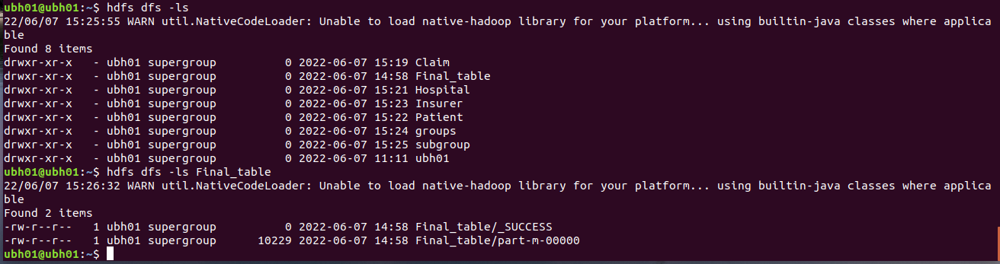 ubh01@ubh01:~$ hdfs dfs -ls
22/06/07 15:25:55 WARN util.NativeCodeLoader: Unable to load native-hadoop library for your platform... using builtin-java classes where applica
ble
Found 8 items
drwxr-xr-x   - ubh01 supergroup          0 2022-06-07 15:19 Claim
drwxr-xr-x   - ubh01 supergroup          0 2022-06-07 14:58 Final_table
drwxr-xr-x   - ubh01 supergroup          0 2022-06-07 15:21 Hospital
drwxr-xr-x   - ubh01 supergroup          0 2022-06-07 15:23 Insurer
drwxr-xr-x   - ubh01 supergroup          0 2022-06-07 15:22 Patient
drwxr-xr-x   - ubh01 supergroup          0 2022-06-07 15:24 groups
drwxr-xr-x   - ubh01 supergroup          0 2022-06-07 15:25 subgroup
drwxr-xr-x   - ubh01 supergroup          0 2022-06-07 11:11 ubh01
ubh01@ubh01:~$ hdfs dfs -ls Final_table
22/06/07 15:26:32 WARN util.NativeCodeLoader: Unable to load native-hadoop library for your platform... using builtin-java classes where applica
ble
Found 2 items
-rw-r--r--   1 ubh01 supergroup          0 2022-06-07 14:58 Final_table/_SUCCESS
-rw-r--r--   1 ubh01 supergroup      10229 2022-06-07 14:58 Final_table/part-m-00000
ubh01@ubh01:~$